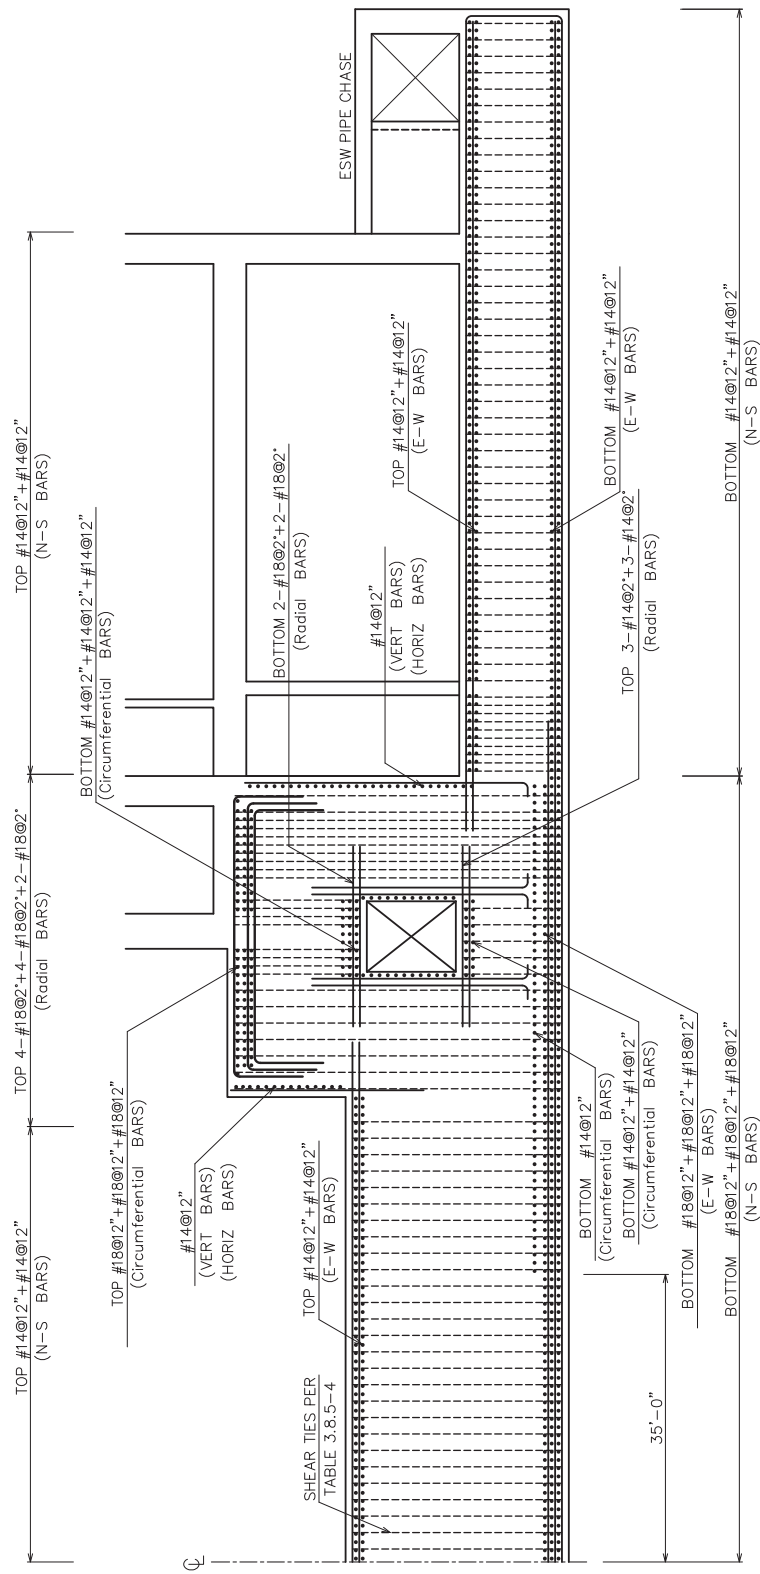 ESW PIPE CHASE
TOP #14@12"+#14@12"
(N-S BARS)
BOTTOM #14@12"+#14@12"+#14@12"
(Circumferential BARS)
TOP 4-#18@2°+4-#18@2°+2-#18@2°
(Radial BARS)
TOP #14@12"+#14@12"
(N-S BARS)
TOP #18@12"+#18@12"+#18@12"
(Circumferential BARS)
#14@12"
(VERT BARS)
(HORIZ BARS)
BOTTOM 2-#18@2°+2-#18@2°
(Radial BARS)
#14@12"
(VERT BARS)
(HORIZ BARS)
TOP #14@12"+#14@12"
(E-W BARS)
TOP #14@12"+#14@12"
(E-W BARS)
SHEAR TIES PER
TABLE 3.8.5-4
BOTTOM #14@12"+#14@12"
(E-W BARS)
TOP 3-#14@2°+3-#14@2°
(Radial BARS)
BOTTOM #14@12"
(Circumferential BARS)
BOTTOM #14@12"+#14@12"
(Circumferential BARS)
BOTTOM #18@12"+#18@12"+#18@12"
(E-W BARS)
BOTTOM #18@12"+#18@12"+#18@12"
(N-S BARS)
BOTTOM #14@12"+#14@12"
(N-S BARS)
35'-0"
℄